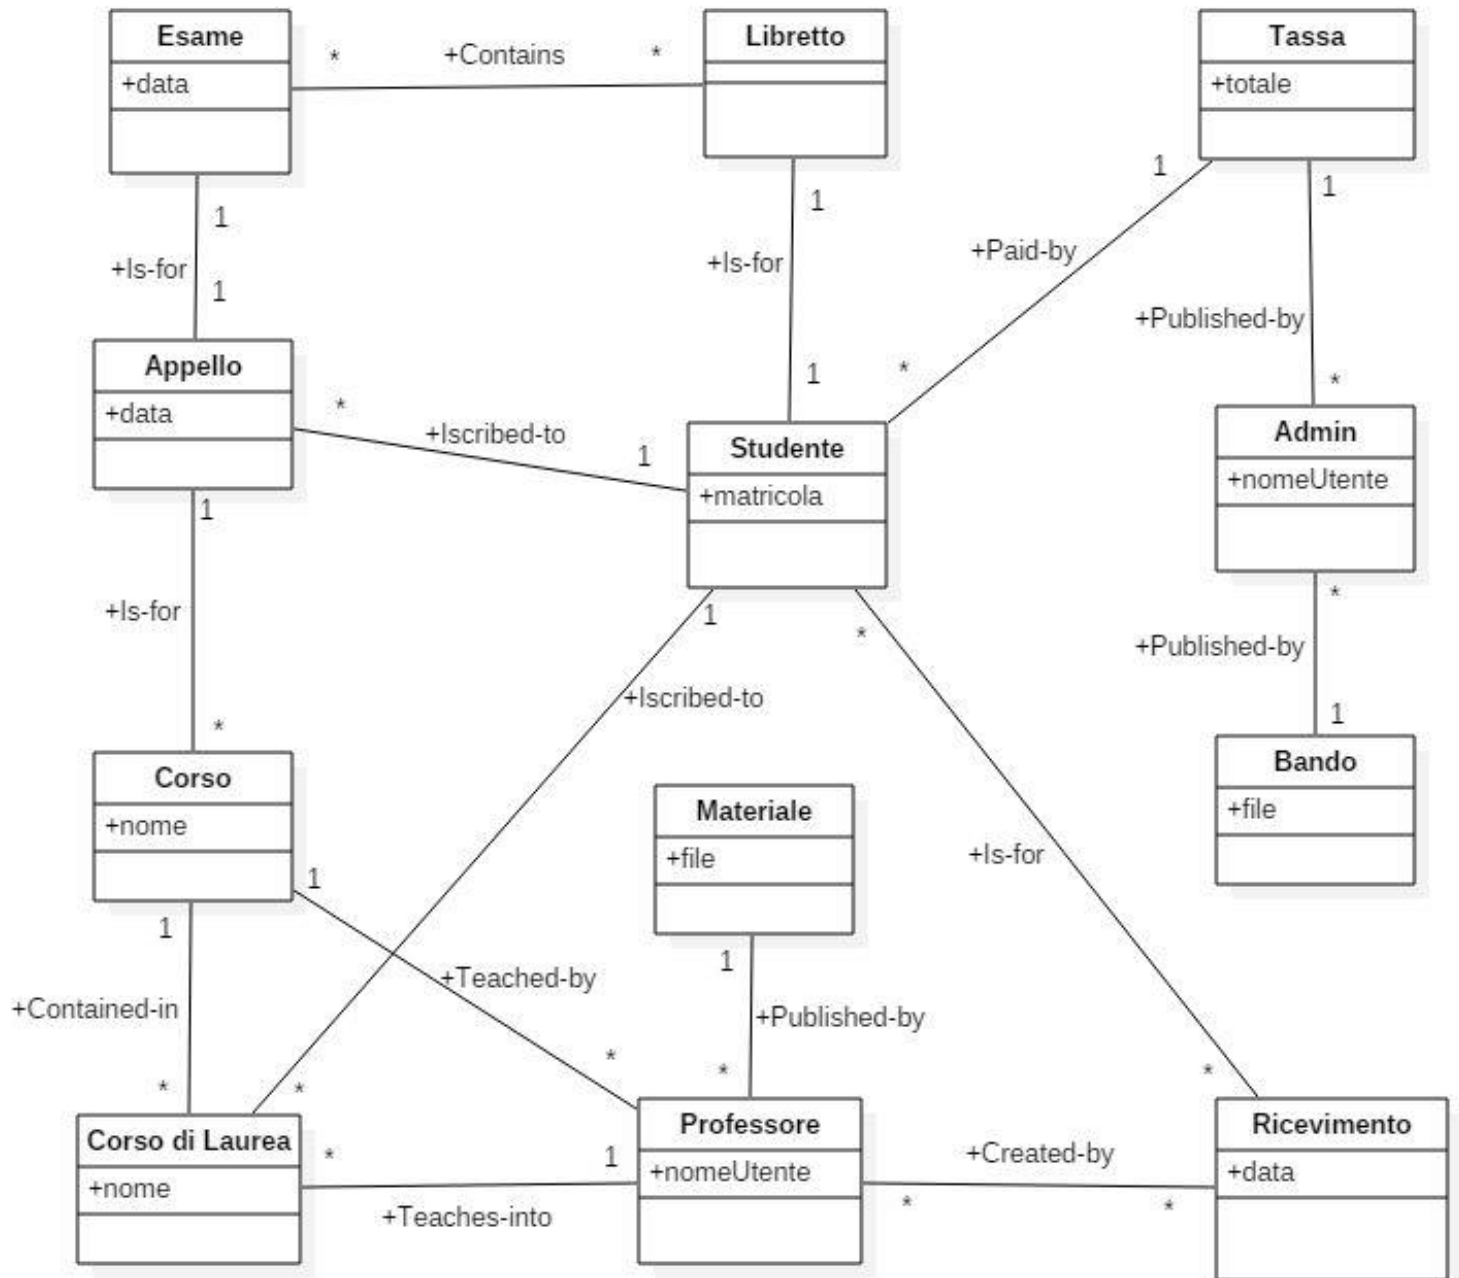 Esame
+data
* +Contains *
Libretto
Tassa
+totale
1
+Is-for
1
1
+Is-for
1
1
+Paid-by
*
1
+Published-by
*
Appello
+data
* +Iscribed-to 1
Studente
+matricola
Admin
+nomeUtente
1
+Is-for
*
1
+Iscribed-to
*
*
+Is-for
*
*
+Published-by
1
Bando
+file
Corso
+nome
Materiale
+file
1
+Contained-in
*
1
+Teached-by
*
1
+Published-by
*
Corso di Laurea
+nome
* 1
+Teaches-into
Professore
+nomeUtente
+Created-by
* *
Ricevimento
+data